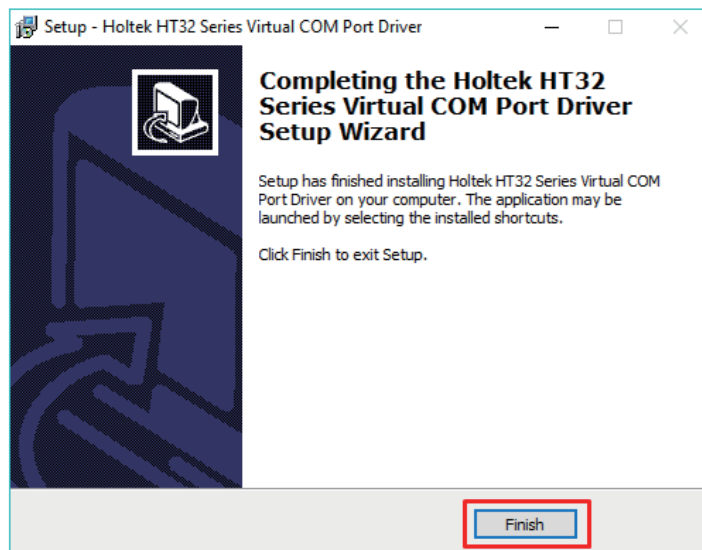 Setup - Holtek HT32 Series Virtual COM Port Driver
Completing the Holtek HT32
Series Virtual COM Port Driver
Setup Wizard
Setup has finished installing Holtek HT32 Series Virtual COM
Port Driver on your computer. The application may be
launched by selecting the installed shortcuts.
Click Finish to exit Setup.
Finish